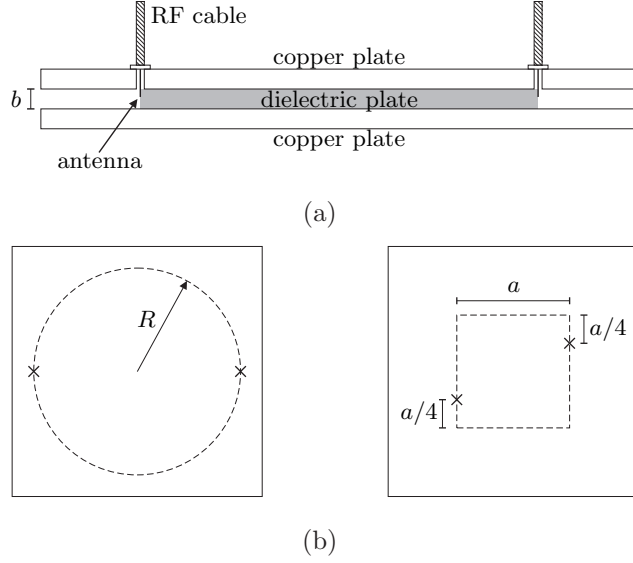 RF cable
copper plate
b
dielectric plate
antenna
copper plate
(a)
R
a
a/4
a/4
(b)